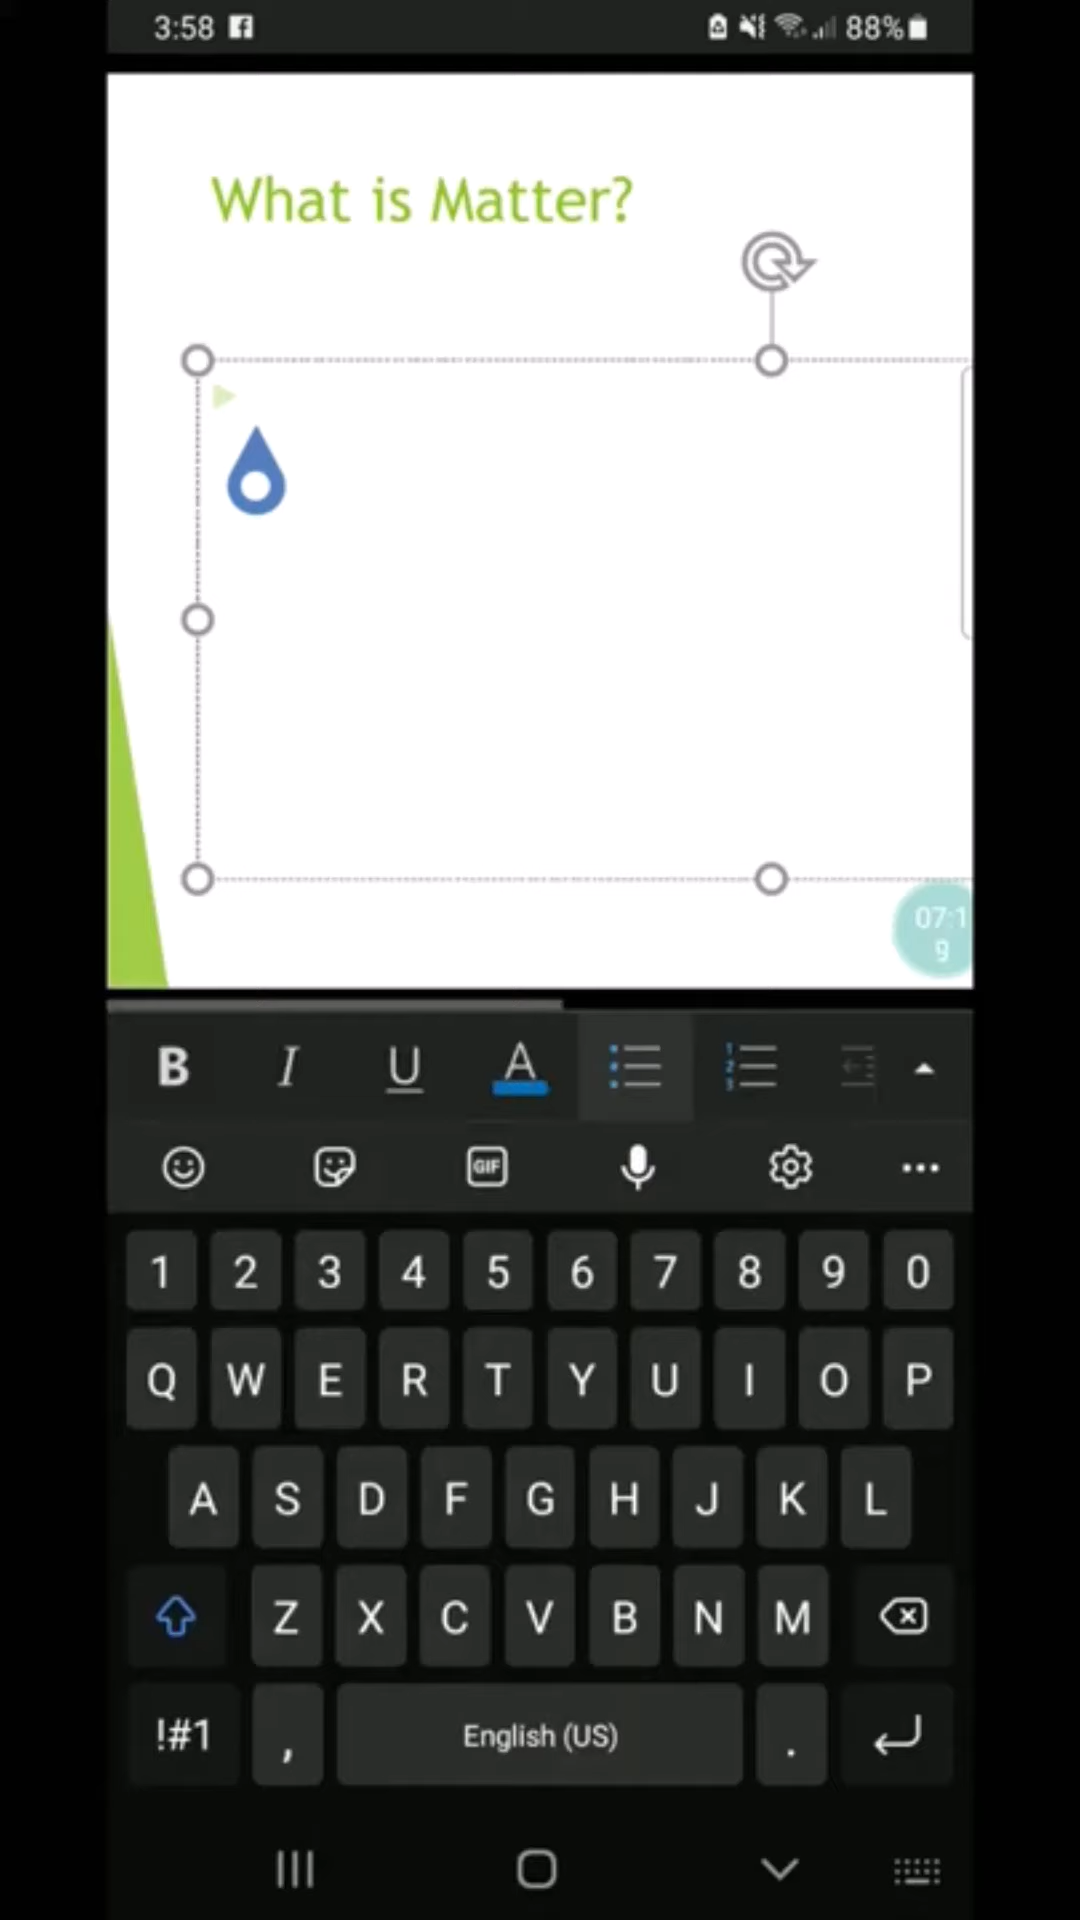 3:58 88%
What is Matter?
07:1
9
B I U A
GIF
1 2 3 4 5 6 7 8 9 0
Q W E R T Y U I O P
A S D F G H J K L
Z X C V B N M
!#1 , English (US) .